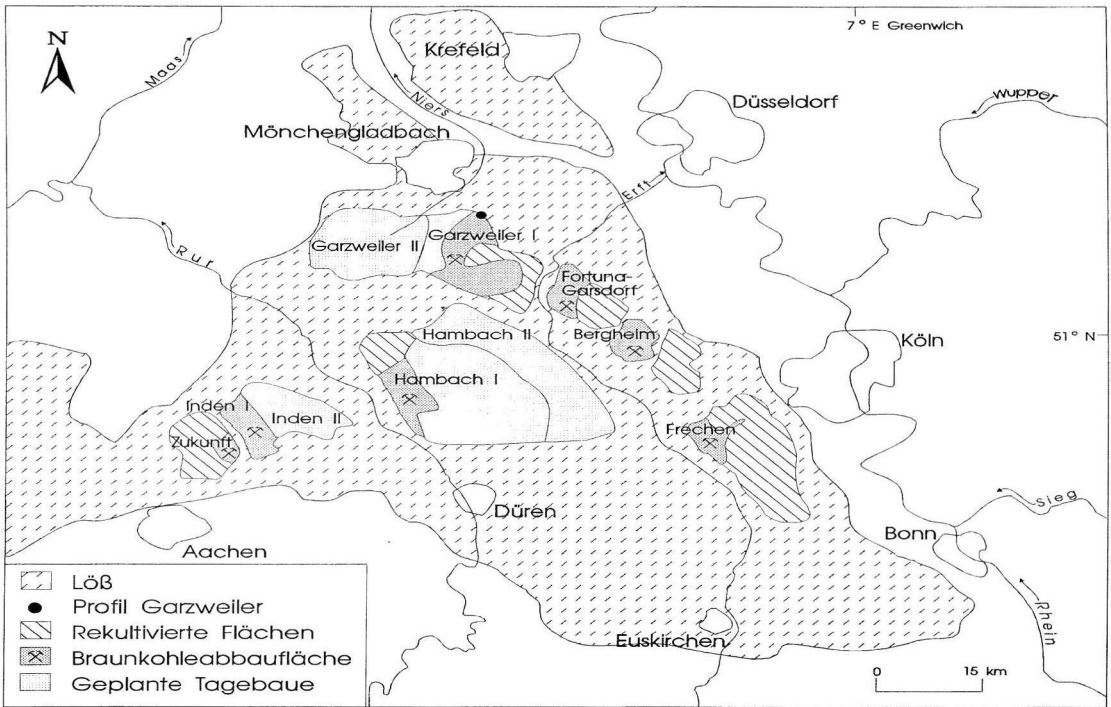 7° E Greenwich
N
Krefeld
Maas
Niers
Düsseldorf
Wupper
Mönchengladbach
Erft
Rur
Garzweiler II
Garzweiler I
Fortuna-
Garsdorf
Hambach II
Bergheim
Köln
51° N
Hambach I
Inden I
Inden II
Zukunft
Frechen
Düren
Sieg
Aachen
Bonn
Rhein
Euskirchen
Löß
Profil Garzweiler
Rekultivierte Flächen
Braunkohleabbaufläche
Geplante Tagebaue
0 15 km